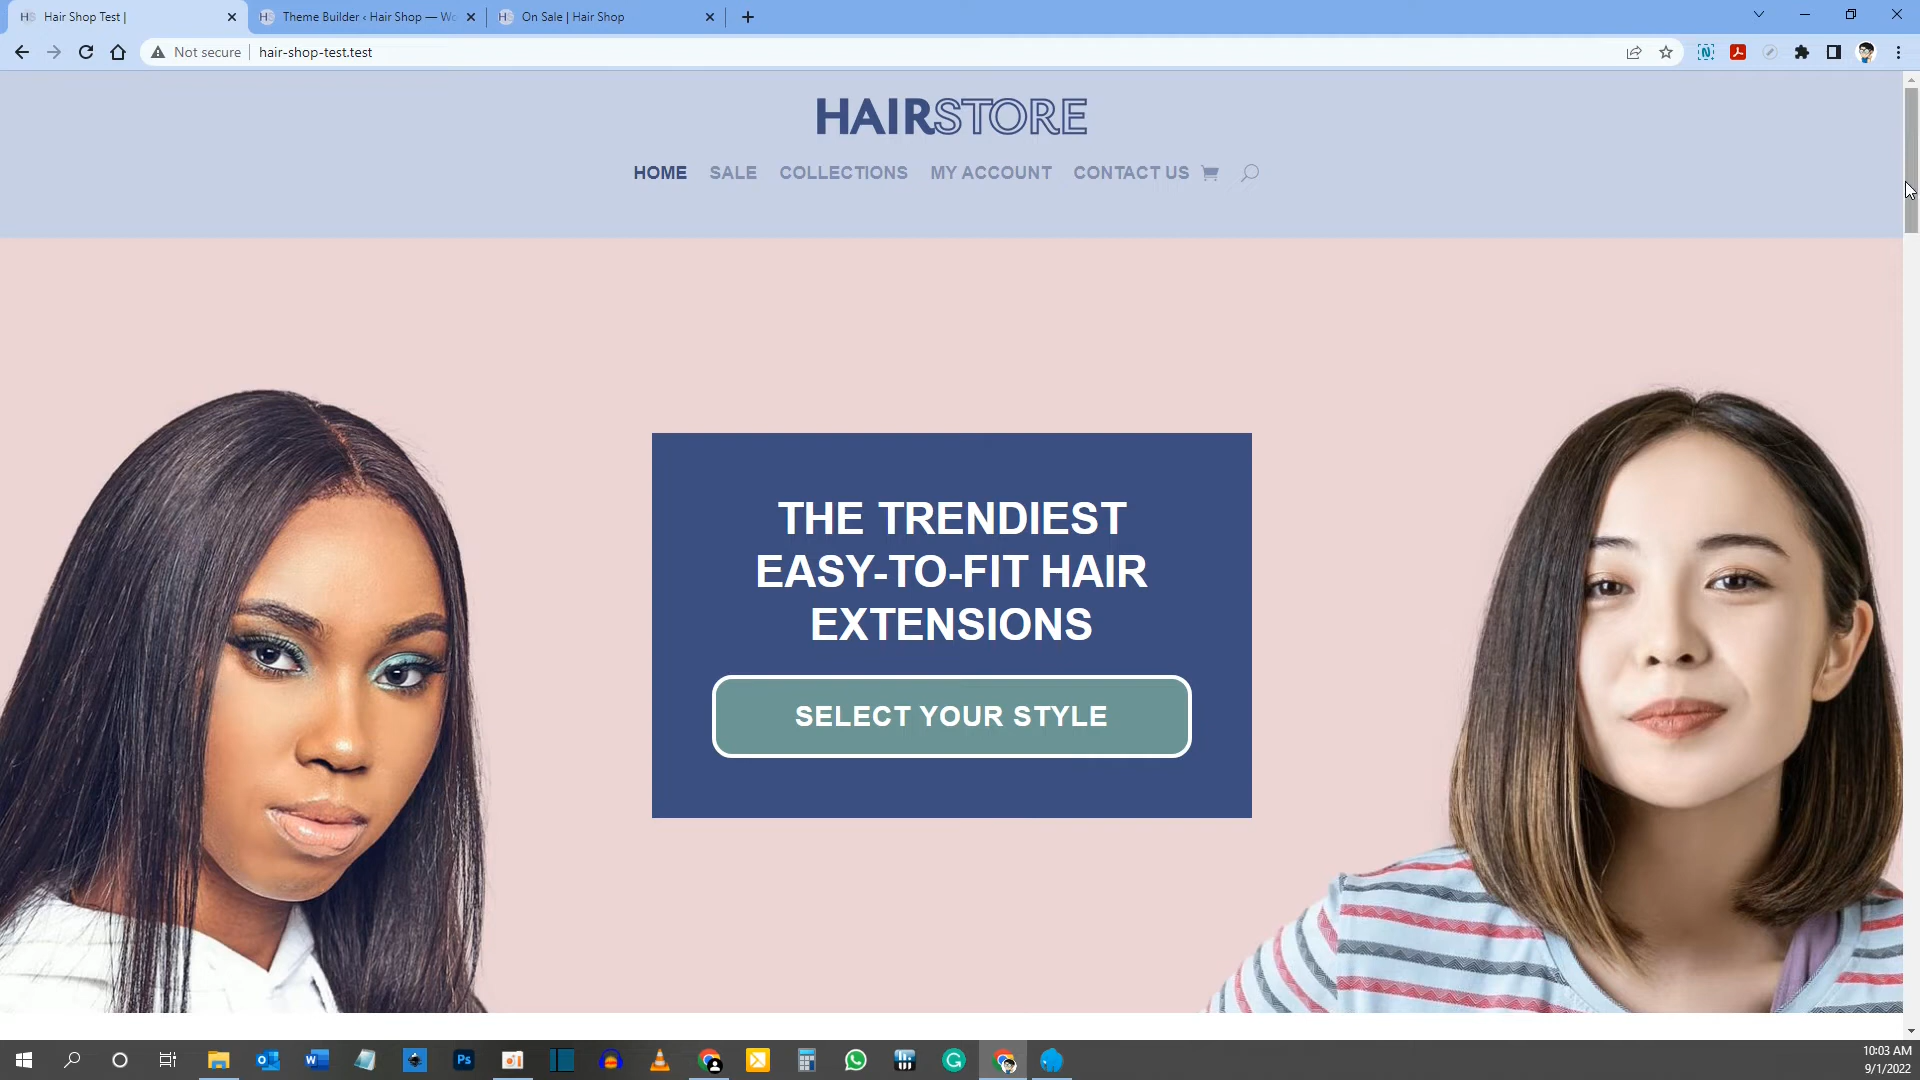 Hair Shop Test |
Theme Builder ‹ Hair Shop — Wo
On Sale | Hair Shop
Not secure
hair-shop-test.test
HAIRSTORE
HOME SALE COLLECTIONS MY ACCOUNT CONTACT US
THE TRENDIEST
EASY-TO-FIT HAIR
EXTENSIONS
SELECT YOUR STYLE
10:03 AM
9/1/2022